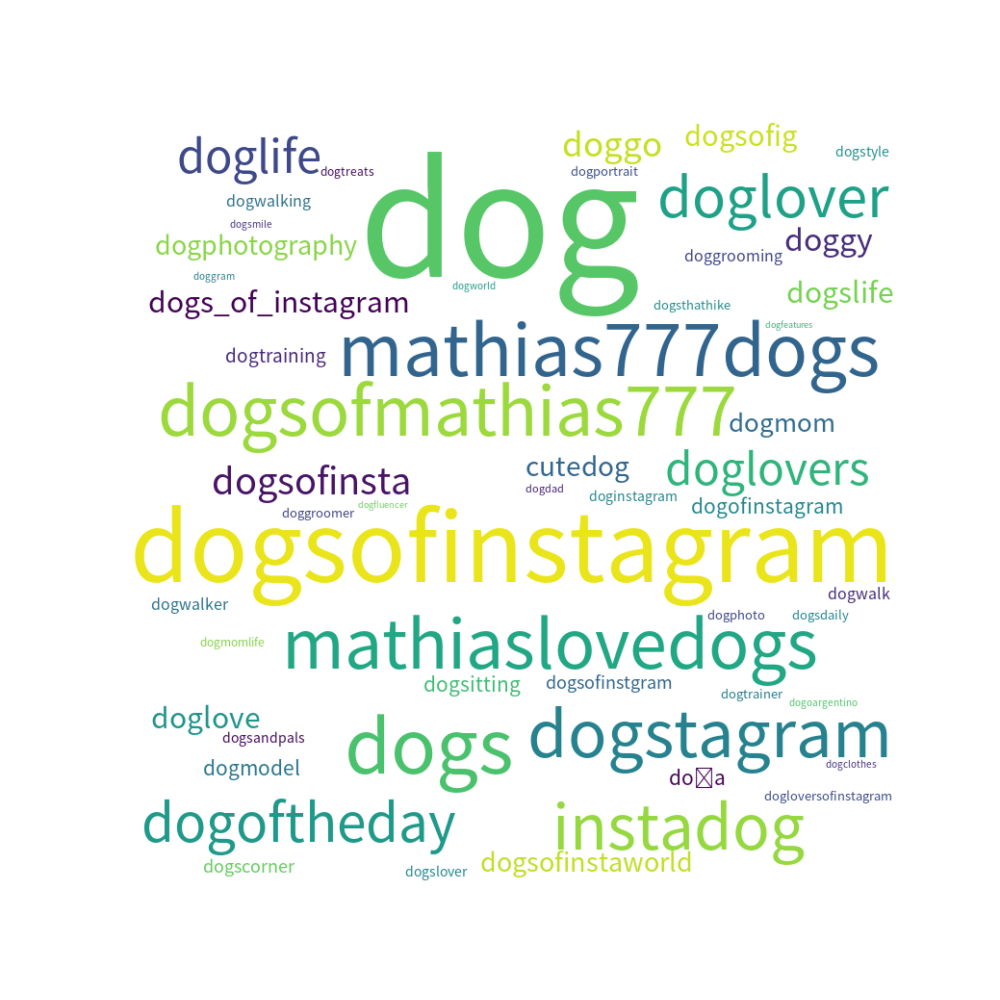 doglife
dogtreats
doggo
dogsofig
dogstyle
dog
dogportrait
dogwalking
doglover
dogsmile
dogphotography
doggy
doggrooming
doggram
dogworld
dogs_of_instagram
dogsthathike
dogslife
dogfeatures
dogtraining
mathias777dogs
dogsofmathias777
dogmom
dogsofinsta
cutedog
doglovers
dogdad
doginstagram
dogofinstagram
doggroomer
dogfluencer
dogsofinstagram
dogwalker
dogwalk
dogphoto
dogsdaily
dogmomlife
mathiaslovedogs
dogsitting
dogsofinstgram
dogtrainer
dogoargentino
doglove
dogsandpals
dogs
dogstagram
dogmodel
dogclothes
do□a
dogloversofinstagram
dogoftheday
instadog
dogscorner
dogslover
dogsofinstaworld